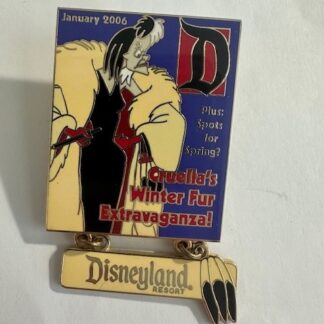 January 2006
D
Plus:
Spots
for
Spring?
Cruella's
Winter Fur
Extravaganza!
Disneyland
RESORT